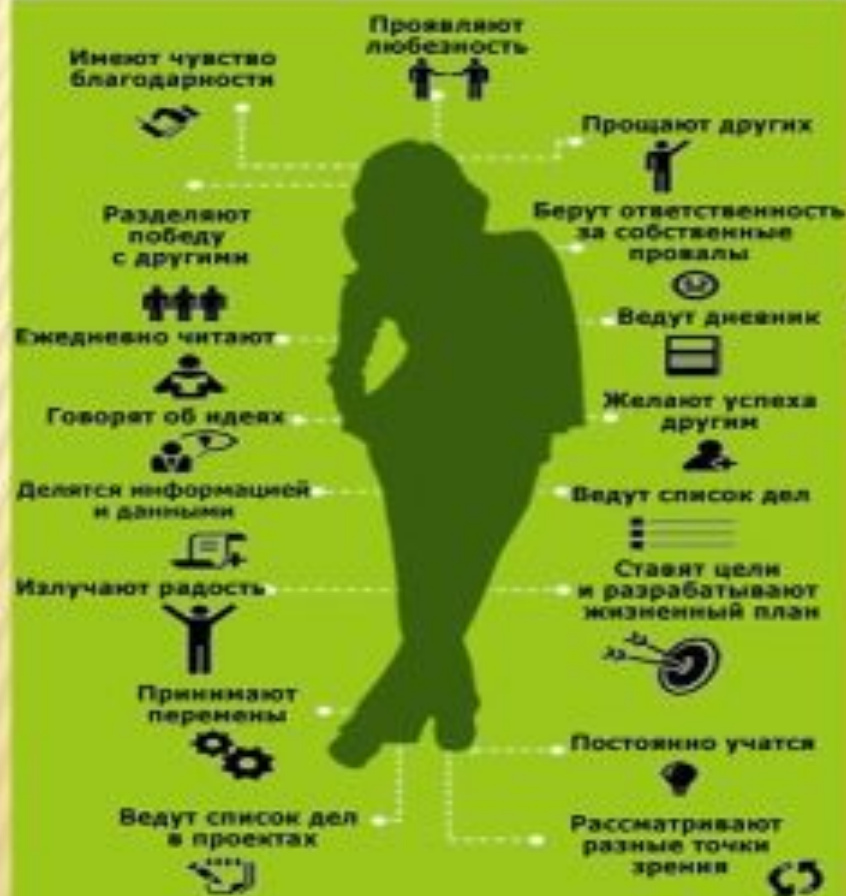 Проявляют
любезность
Имеют чувство
благодарности
Прощают других
Разделяют
победу
с другими
Берут ответственность
за собственные
провалы
Ежедневно читают
Ведут дневник
Говорят об идеях
Желают успеха
другим
Делятся информацией
и данными
Ведут список дел
Излучают радость
Ставят цели
и разрабатывают
жизненный план
Принимают
перемены
Постоянно учатся
Ведут список дел
в проектах
Рассматривают
разные точки
зрения